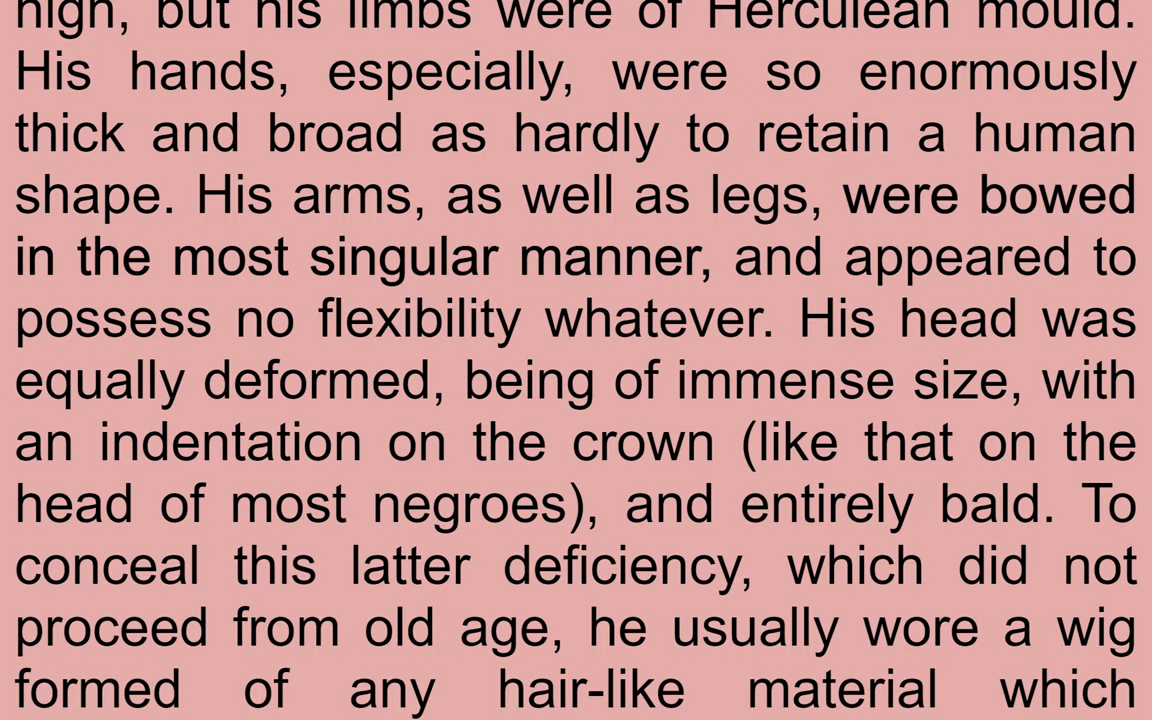 high, but his limbs were of Herculean mould.
His hands, especially, were so enormously
thick and broad as hardly to retain a human
shape. His arms, as well as legs, were bowed
in the most singular manner, and appeared to
possess no flexibility whatever. His head was
equally deformed, being of immense size, with
an indentation on the crown (like that on the
head of most negroes), and entirely bald. To
conceal this latter deficiency, which did not
proceed from old age, he usually wore a wig
formed of any hair-like material which